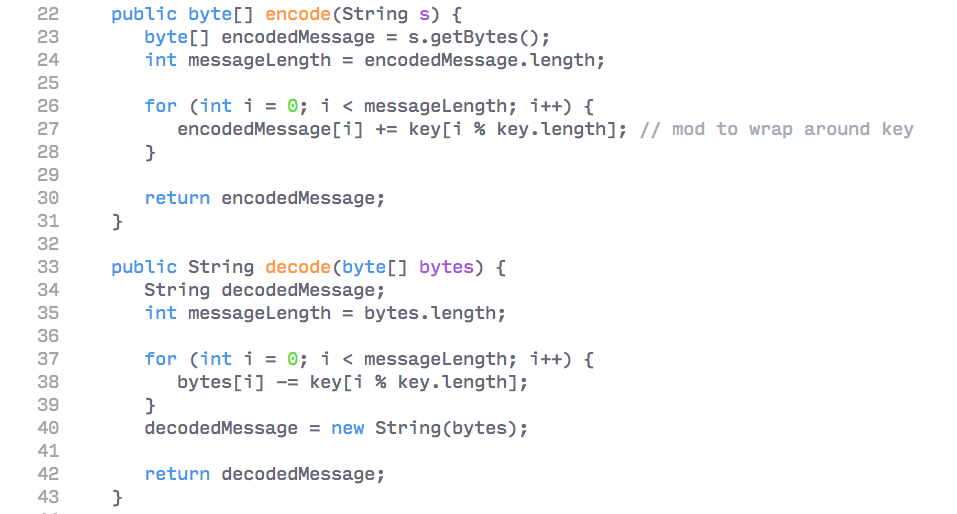 22 public byte[] encode(String s) {
23 byte[] encodedMessage = s.getBytes();
24 int messageLength = encodedMessage.length;
25
26 for (int i = 0; i < messageLength; i++) {
27 encodedMessage[i] += key[i % key.length]; // mod to wrap around key
28 }
29
30 return encodedMessage;
31 }
32
33 public String decode(byte[] bytes) {
34 String decodedMessage;
35 int messageLength = bytes.length;
36
37 for (int i = 0; i < messageLength; i++) {
38 bytes[i] -= key[i % key.length];
39 }
40 decodedMessage = new String(bytes);
41
42 return decodedMessage;
43 }